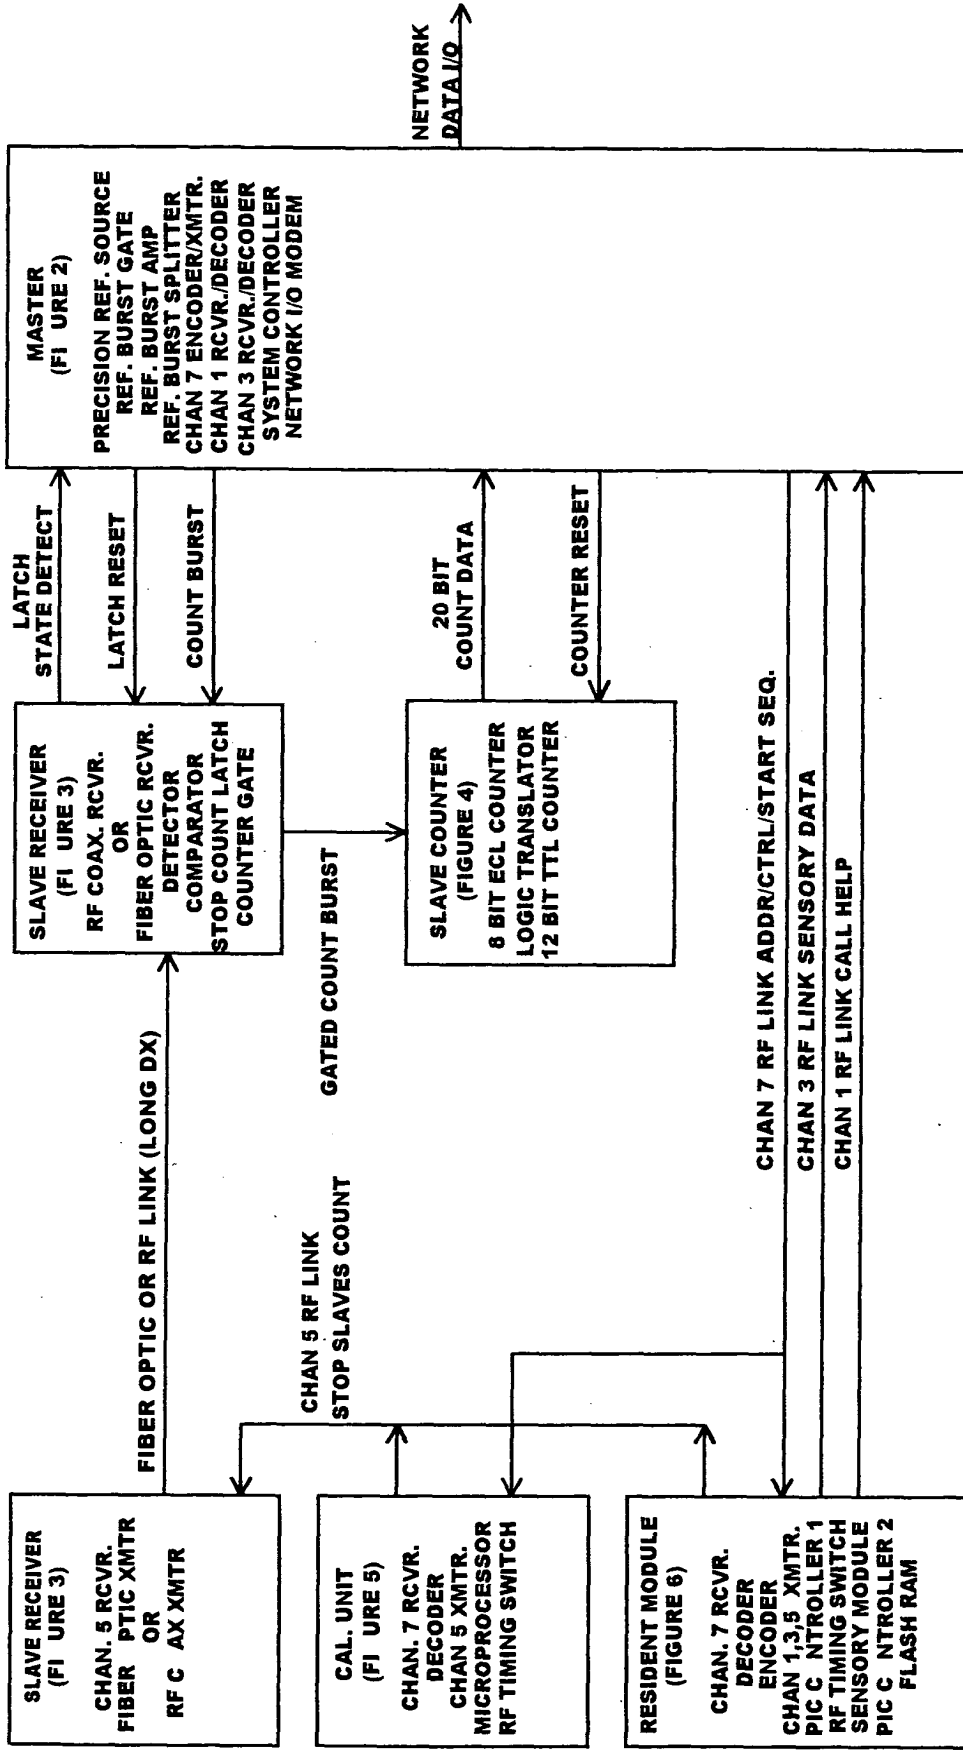 SLAVE RECEIVER
(FI URE 3)
CHAN. 5 RCVR.
FIBER PTIC XMTR
OR
RF C AX XMTR
CAL. UNIT
(FI URE 5)
CHAN. 7 RCVR.
DECODER
CHAN 5 XMTR.
MICROPROCESSOR
RF TIMING SWITCH
RESIDENT MODULE
(FIGURE 6)
CHAN. 7 RCVR.
DECODER
ENCODER
CHAN 1,3,5 XMTR.
PIC C NTROLLER 1
RF TIMING SWITCH
SENSORY MODULE
PIC C NTROLLER 2
FLASH RAM
FIBER OPTIC OR RF LINK (LONG DX)
CHAN 5 RF LINK
STOP SLAVES COUNT
SLAVE RECEIVER
(FI URE 3)
RF COAX. RCVR.
OR
FIBER OPTIC RCVR.
DETECTOR
COMPARATOR
STOP COUNT LATCH
COUNTER GATE
GATED COUNT BURST
SLAVE COUNTER
(FIGURE 4)
8 BIT ECL COUNTER
LOGIC TRANSLATOR
12 BIT TTL COUNTER
LATCH
STATE DETECT
LATCH RESET
COUNT BURST
20 BIT
COUNT DATA
COUNTER RESET
CHAN 7 RF LINK ADDR/CTRL/START SEQ.
CHAN 3 RF LINK SENSORY DATA
CHAN 1 RF LINK CALL HELP
MASTER
(FI URE 2)
PRECISION REF. SOURCE
REF. BURST GATE
REF. BURST AMP
REF. BURST SPLITTER
CHAN 7 ENCODER/XMTR.
CHAN 1 RCVR./DECODER
CHAN 3 RCVR./DECODER
SYSTEM CONTROLLER
NETWORK I/O MODEM
NETWORK
DATA I/O